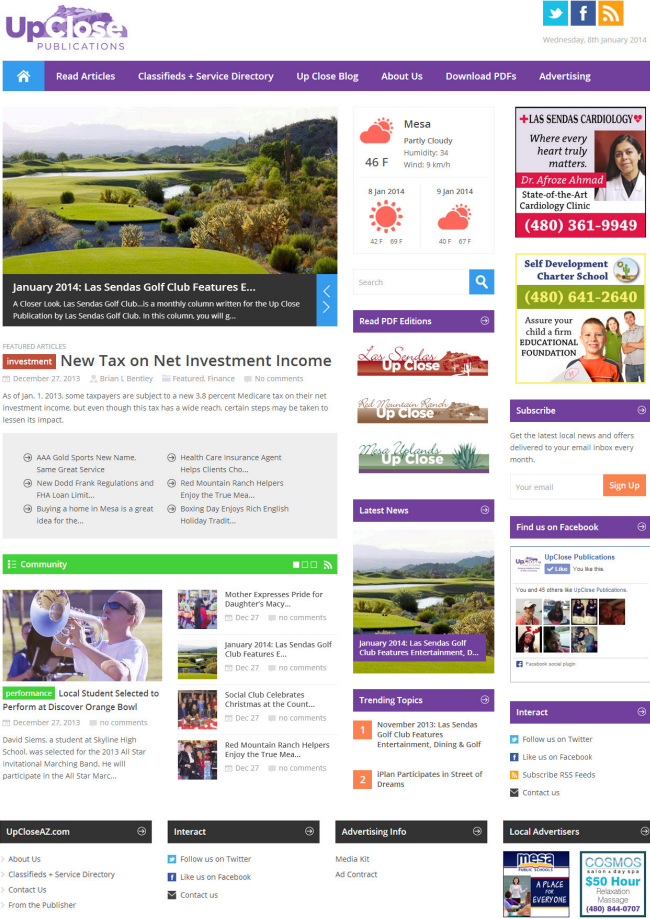 UpClose
PUBLICATIONS
Wednesday, 8th January 2014
Read Articles
Classifieds + Service Directory
Up Close Blog
About Us
Download PDFs
Advertising
January 2014: Las Sendas Golf Club Features E...
A Closer Look, Las Sendas Golf Club...is a monthly column written for the Up Close
Publication by Las Sendas Golf Club. In this column, you will g...
FEATURED ARTICLES
investment New Tax on Net Investment Income
December 27, 2013 Brian L Bentley Featured, Finance No comments
As of Jan. 1, 2013, some taxpayers are subject to a new 3.8 percent Medicare tax on their net
investment income, but even though this tax has a wide reach, certain steps may be taken to
lessen its impact.
AAA Gold Sports New Name,
Same Great Service
New Dodd Frank Regulations and
FHA Loan Limit...
Buying a home in Mesa is a great
idea for the...
Health Care Insurance Agent
Helps Clients Cho...
Red Mountain Ranch Helpers
Enjoy the True Mea...
Boxing Day Enjoys Rich English
Holiday Tradit...
Community
performance Local Student Selected to
Perform at Discover Orange Bowl
December 27, 2013 no comments
David Siems, a student at Skyline High
School, was selected for the 2013 All Star
Invitational Marching Band. He will
participate in the All Star Marc...
Mother Expresses Pride for
Daughter's Macy...
Dec 27 no comments
January 2014: Las Sendas Golf
Club Features E...
Dec 27 no comments
Social Club Celebrates
Christmas at the Count...
Dec 27 no comments
Red Mountain Ranch Helpers
Enjoy the True Mea...
Dec 27 no comments
Mesa
Partly Cloudy
Humidity: 34
Wind: 9 km/h
46 F
8 Jan 2014
42 F 69 F
9 Jan 2014
40 F 67 F
Search
Read PDF Editions
Las Sendas
Up Close
Red Mountain Ranch
Up Close
Mesa Uplands
Up Close
Latest News
January 2014: Las Sendas Golf
Club Features Entertainment, D...
Trending Topics
1
November 2013: Las Sendas
Golf Club Features
Entertainment, Dining & Golf
2
iPlan Participates in Street of
Dreams
LAS SENDAS CARDIOLOGY
Where every
heart truly
matters.
Dr. Afroze Ahmad
State-of-the-Art
Cardiology Clinic
(480) 361-9949
Self Development
Charter School
(480) 641-2640
Assure your
child a firm
EDUCATIONAL
FOUNDATION
Subscribe
Get the latest local news and offers
delivered to your email inbox every
month.
Your email
Sign Up
Find us on Facebook
UpClose Publications
Like You like this.
You and 45 others like UpClose Publications.
Facebook social plugin
Interact
Follow us on Twitter
Like us on Facebook
Subscribe RSS Feeds
Contact us
UpCloseAZ.com
About Us
Classifieds + Service Directory
Contact Us
From the Publisher
Interact
Follow us on Twitter
Like us on Facebook
Contact us
Advertising Info
Media Kit
Ad Contract
Local Advertisers
mesa
PUBLIC SCHOOLS
A PLACE
FOR
EVERYONE
COSMOS
salon & day spa
$50 Hour
Relaxation
Massage
(480) 844-0707